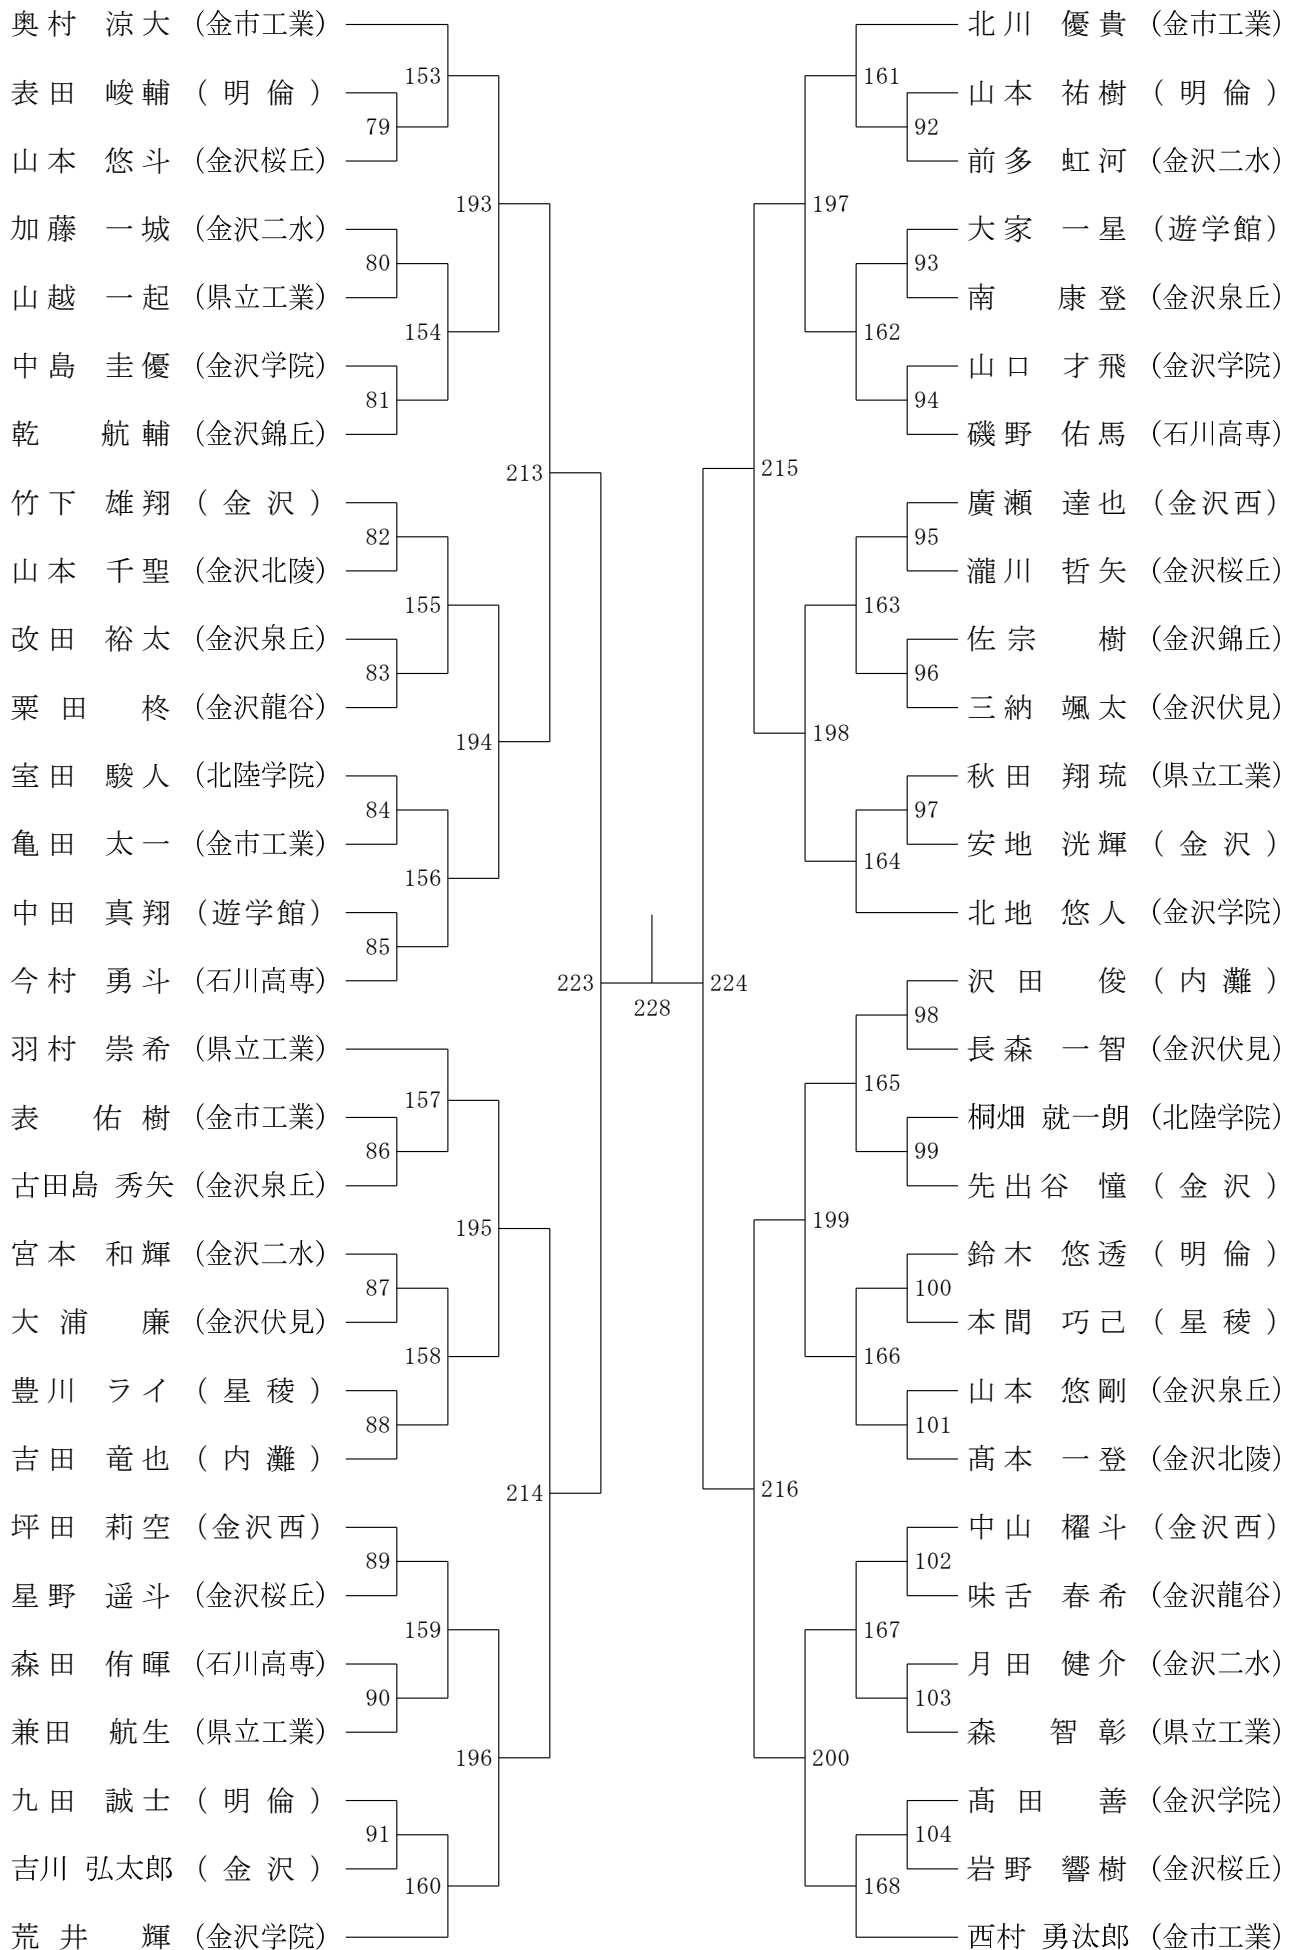 奥村 涼大 (金市工業)
153
表田 峻輔 (明倫)
79
山本 悠斗 (金沢桜丘)
193
加藤 一城 (金沢二水)
80
山越 一起 (県立工業)
154
中島 圭優 (金沢学院)
81
乾 航輔 (金沢錦丘)
213
竹下 雄翔 (金沢)
82
山本 千聖 (金沢北陵)
155
改田 裕太 (金沢泉丘)
83
粟田 柊 (金沢龍谷)
194
室田 駿人 (北陸学院)
84
亀田 太一 (金市工業)
156
中田 真翔 (遊学館)
85
今村 勇斗 (石川高専)
223
羽村 崇希 (県立工業)
157
表 佑樹 (金市工業)
86
古田島 秀矢 (金沢泉丘)
195
宮本 和輝 (金沢二水)
87
大浦 廉 (金沢伏見)
158
豊川 ライ (星稜)
88
吉田 竜也 (内灘)
214
坪田 莉空 (金沢西)
89
星野 遥斗 (金沢桜丘)
159
森田 侑暉 (石川高専)
90
兼田 航生 (県立工業)
196
九田 誠士 (明倫)
91
吉川 弘太郎 (金沢)
160
荒井 輝 (金沢学院)
228
北川 優貴 (金市工業)
161
山本 祐樹 (明倫)
92
前多 虹河 (金沢二水)
197
大家 一星 (遊学館)
93
南 康登 (金沢泉丘)
162
山口 才飛 (金沢学院)
94
磯野 佑馬 (石川高専)
215
廣瀬 達也 (金沢西)
95
瀧川 哲矢 (金沢桜丘)
163
佐宗 樹 (金沢錦丘)
96
三納 颯太 (金沢伏見)
198
秋田 翔琉 (県立工業)
97
安地 洸輝 (金沢)
164
北地 悠人 (金沢学院)
224
沢田 俊 (内灘)
98
長森 一智 (金沢伏見)
165
桐畑 就一朗 (北陸学院)
99
先出谷 憧 (金沢)
199
鈴木 悠透 (明倫)
100
本間 巧己 (星稜)
166
山本 悠剛 (金沢泉丘)
101
髙本 一登 (金沢北陵)
216
中山 櫂斗 (金沢西)
102
味舌 春希 (金沢龍谷)
167
月田 健介 (金沢二水)
103
森 智彰 (県立工業)
200
髙田 善 (金沢学院)
104
岩野 響樹 (金沢桜丘)
168
西村 勇汰郎 (金市工業)